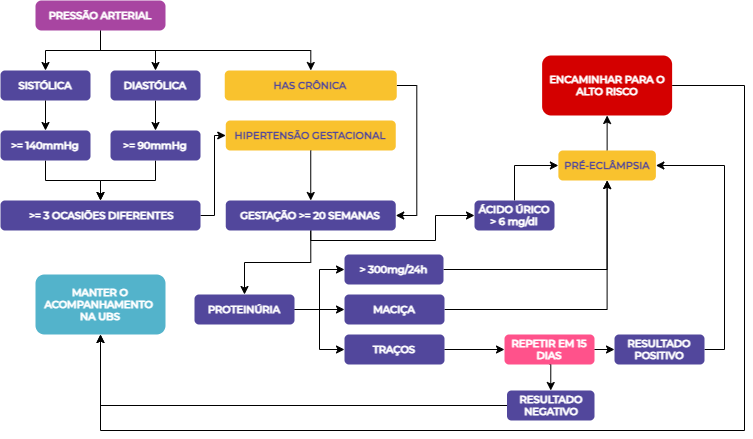 PRESSÃO ARTERIAL
SISTÓLICA
DIASTÓLICA
HAS CRÔNICA
ENCAMINHAR PARA O
ALTO RISCO
>= 140mmHg
>= 90mmHg
HIPERTENSÃO GESTACIONAL
PRÉ-ECLÂMPSIA
>= 3 OCASIÕES DIFERENTES
GESTAÇÃO >= 20 SEMANAS
ÁCIDO ÚRICO
> 6 mg/dl
> 300mg/24h
MANTER O
ACOMPANHAMENTO
NA UBS
PROTEINÚRIA
MACIÇA
TRAÇOS
REPETIR EM 15
DIAS
RESULTADO
POSITIVO
RESULTADO
NEGATIVO